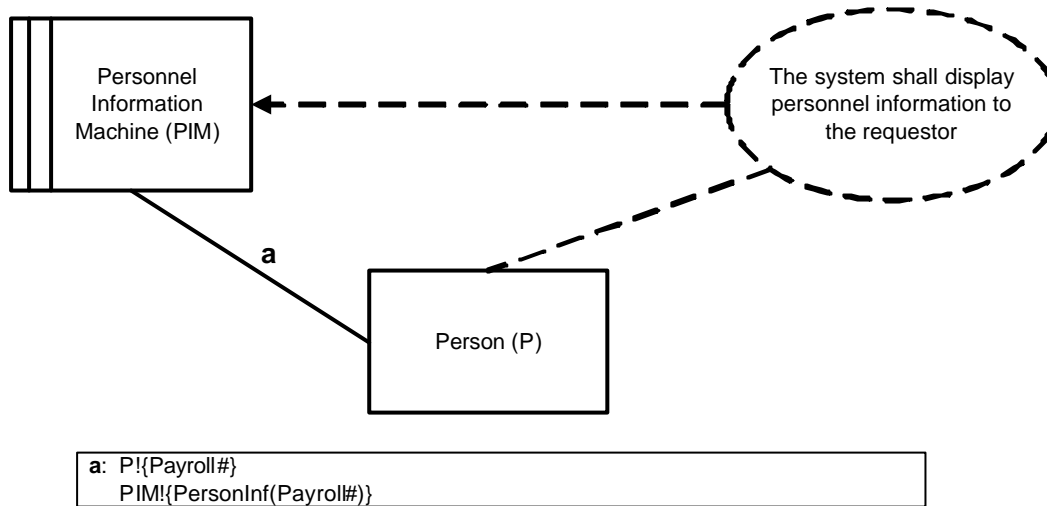 Personnel
Information
Machine (PIM)
The system shall display
personnel information to
the requestor
a
Person (P)
a: P!{Payroll#}
PIM!{PersonInf(Payroll#)}